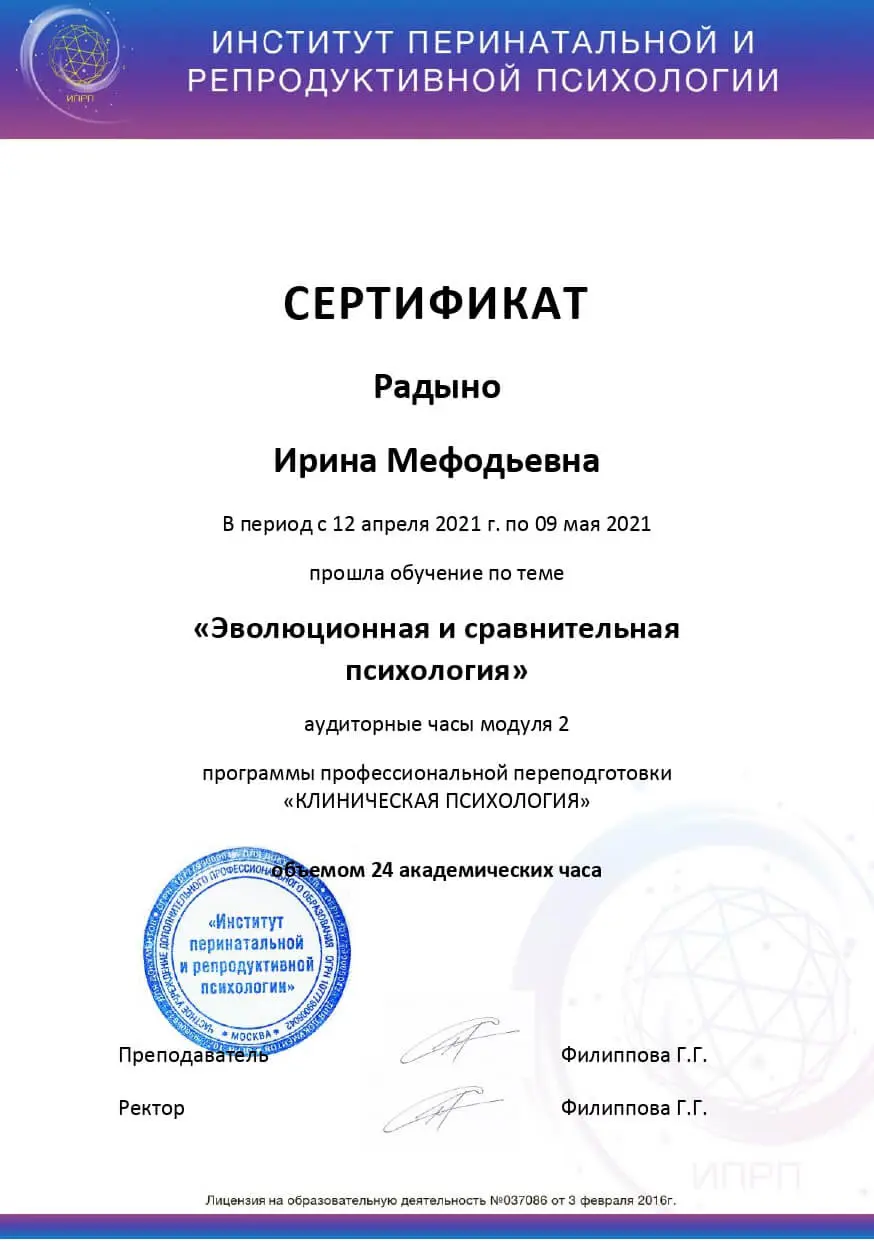 ИНСТИТУТ ПЕРИНАТАЛЬНОЙ И
РЕПРОДУКТИВНОЙ ПСИХОЛОГИИ
ИПРП
СЕРТИФИКАТ
Радыно
Ирина Мефодьевна
В период с 12 апреля 2021 г. по 09 мая 2021
прошла обучение по теме
«Эволюционная и сравнительная
психология»
аудиторные часы модуля 2
программы профессиональной переподготовки
«КЛИНИЧЕСКАЯ ПСИХОЛОГИЯ»
объемом 24 академических часа
ЧАСТНОЕ УЧРЕЖДЕНИЕ ДОПОЛНИТЕЛЬНОГО ПРОФЕССИОНАЛЬНОГО ОБРАЗОВАНИЯ
«Институт
перинатальной
и репродуктивной
психологии»
* МОСКВА *
Преподаватель Филиппова Г.Г.
Ректор Филиппова Г.Г.
ИПРП
Лицензия на образовательную деятельность №037086 от 3 февраля 2016г.